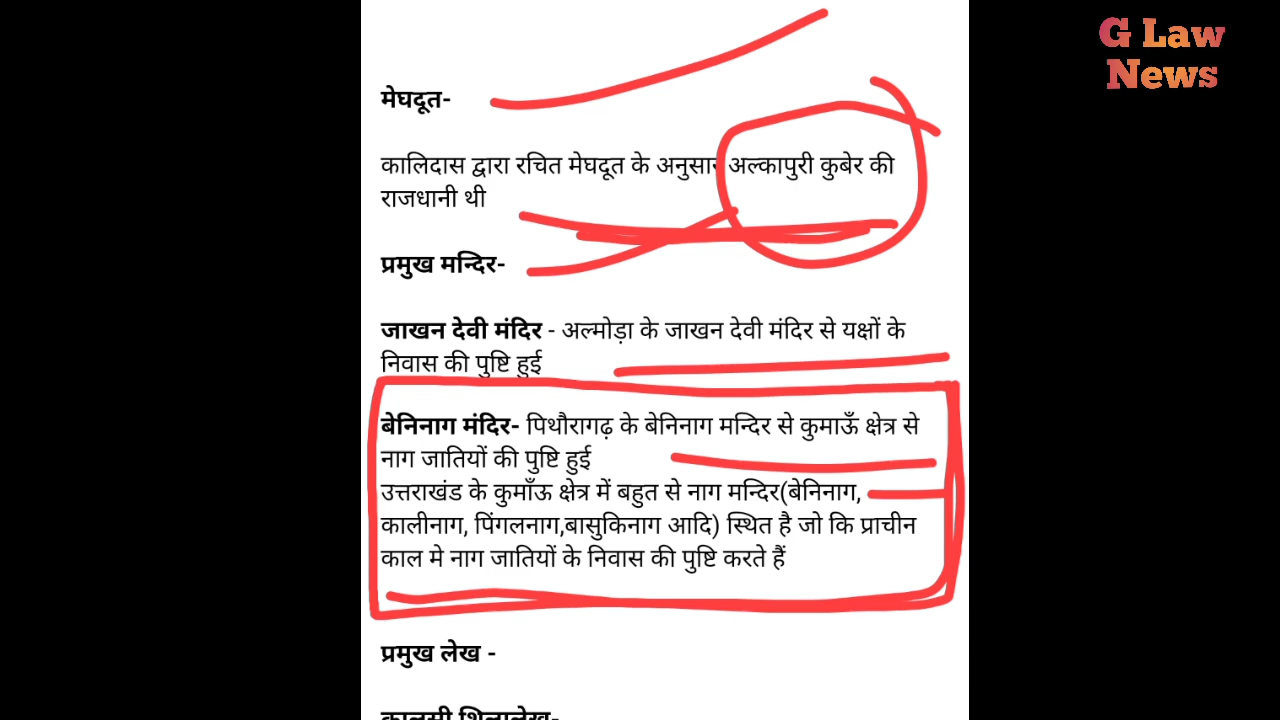 G Law
News
मेघदूत-
कालिदास द्वारा रचित मेघदूत के अनुसार अल्कापुरी कुबेर की
राजधानी थी
प्रमुख मन्दिर-
जाखन देवी मंदिर - अल्मोड़ा के जाखन देवी मंदिर से यक्षों के
निवास की पुष्टि हुई
बेनिनाग मंदिर- पिथौरागढ़ के बेनिनाग मन्दिर से कुमाऊँ क्षेत्र से
नाग जातियों की पुष्टि हुई
उत्तराखंड के कुमाँऊ क्षेत्र में बहुत से नाग मन्दिर(बेनिनाग,
कालीनाग, पिंगलनाग,बासुकिनाग आदि) स्थित है जो कि प्राचीन
काल मे नाग जातियों के निवास की पुष्टि करते हैं
प्रमुख लेख -
कालसी शिलालेख-